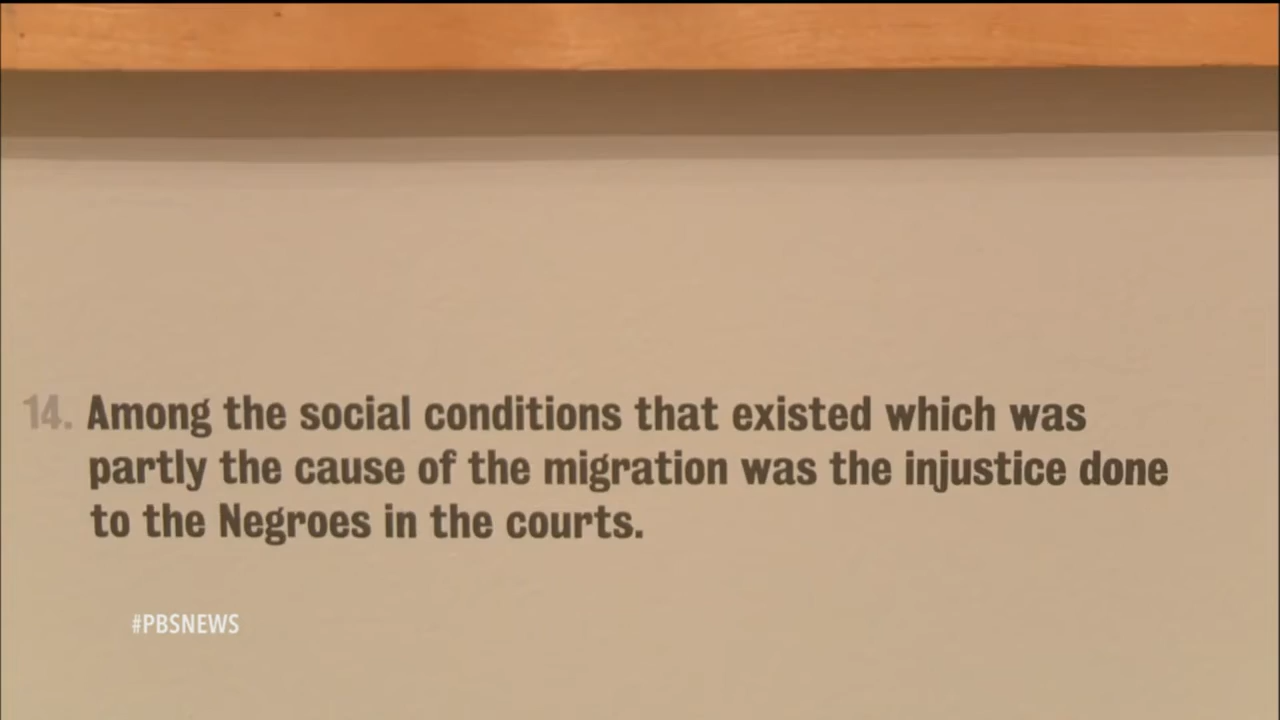 14. Among the social conditions that existed which was
partly the cause of the migration was the injustice done
to the Negroes in the courts.
#PBSNEWS